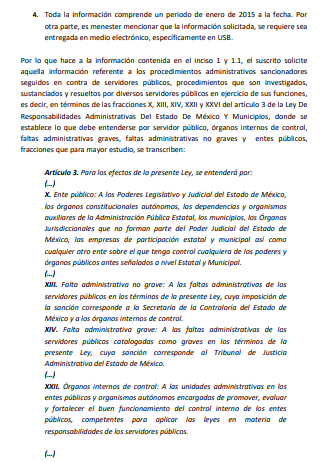 4. Toda la información comprende un periodo de enero de 2015 a la fecha. Por
otra parte, es menester mencionar que la información solicitada, se requiere sea
entregada en medio electrónico, específicamente en USB.
Por lo que hace a la información contenida en el inciso 1 y 1.1, el suscrito solicite
aquella información referente a los procedimientos administrativos sancionadores
seguidos en contra de servidores públicos, procedimientos que son investigados,
sustanciados y resueltos por diversos servidores públicos en ejercicio de sus funciones,
es decir, en términos de las fracciones X, XIII, XIV, XXII y XXVI del artículo 3 de la Ley De
Responsabilidades Administrativas Del Estado De México Y Municipios, donde se
establece lo que debe entenderse por servidor público, órganos internos de control,
faltas administrativas graves, faltas administrativas no graves y entes públicos,
fracciones que para mayor estudio, se transcriben:
Artículo 3. Para los efectos de la presente Ley, se entenderá por:
(...)
X. Ente público: A los Poderes Legislativo y Judicial del Estado de México,
los órganos constitucionales autónomos, las dependencias y organismos
auxiliares de la Administración Pública Estatal, los municipios, los Órganos
Jurisdiccionales que no forman parte del Poder Judicial del Estado de
México, las empresas de participación estatal y municipal así como
cualquier otro ente sobre el que tenga control cualquiera de los poderes y
órganos públicos antes señalados a nivel Estatal y Municipal.
(...)
XIII. Falta administrativa no grave: A las faltas administrativas de los
servidores públicos en los términos de la presente Ley, cuya imposición de
la sanción corresponde a la Secretaría de la Contraloría del Estado de
México y a los órganos internos de control.
XIV. Falta administrativa grave: A las faltas administrativas de los
servidores públicos catalogadas como graves en los términos de la
presente Ley, cuya sanción corresponde al Tribunal de Justicia
Administrativa del Estado de México.
(...)
XXII. Órganos internos de control: A las unidades administrativas en los
entes públicos y organismos autónomos encargadas de promover, evaluar
y fortalecer el buen funcionamiento del control interno de los entes
públicos, competentes para aplicar las leyes en materia de
responsabilidades de los servidores públicos.
(...)